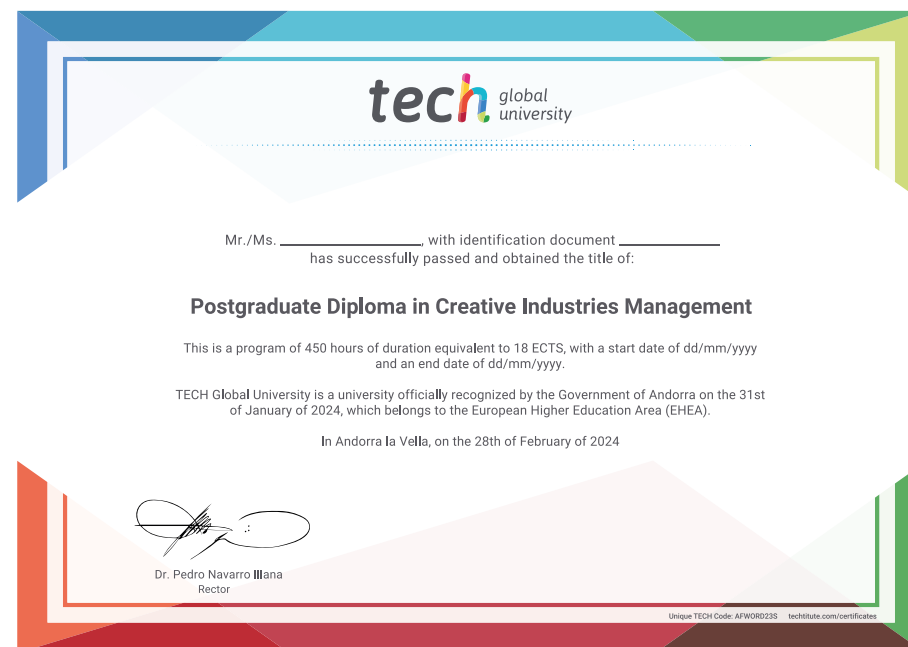 tech global university
Mr./Ms. ____________________, with identification document ______________
has successfully passed and obtained the title of:
Postgraduate Diploma in Creative Industries Management
This is a program of 450 hours of duration equivalent to 18 ECTS, with a start date of dd/mm/yyyy
and an end date of dd/mm/yyyy.
TECH Global University is a university officially recognized by the Government of Andorra on the 31st
of January of 2024, which belongs to the European Higher Education Area (EHEA).
In Andorra la Vella, on the 28th of February of 2024
Dr. Pedro Navarro Illana
Rector
Unique TECH Code: AFWORD23S techtitute.com/certificates